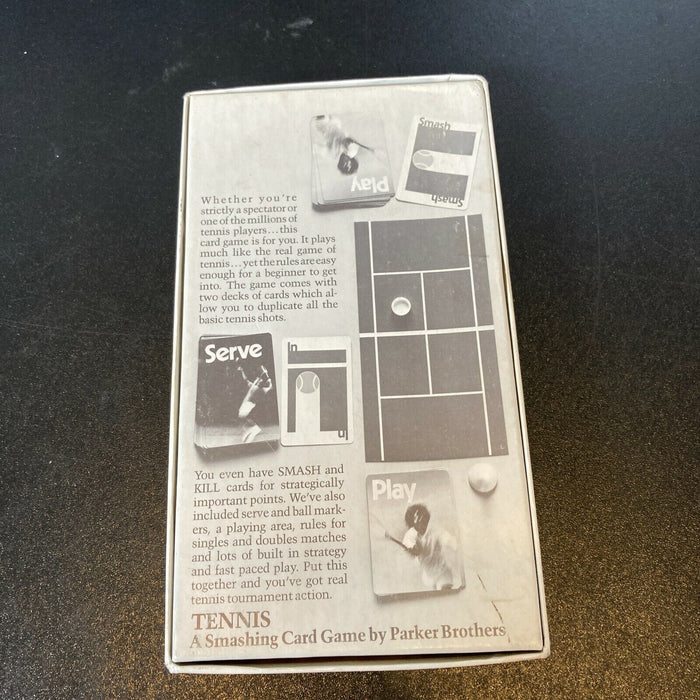 Play
Smash
Smash
Whether you're
strictly a spectator or
one of the millions of
tennis players...this
card game is for you. It plays
much like the real game of
tennis...yet the rules are easy
enough for a beginner to get
into. The game comes with
two decks of cards which al-
low you to duplicate all the
basic tennis shots.
Serve
In
In
You even have SMASH and
KILL cards for strategically
important points. We've also
included serve and ball mark-
ers, a playing area, rules for
singles and doubles matches
and lots of built in strategy
and fast paced play. Put this
together and you've got real
tennis tournament action.
Play
TENNIS
A Smashing Card Game by Parker Brothers